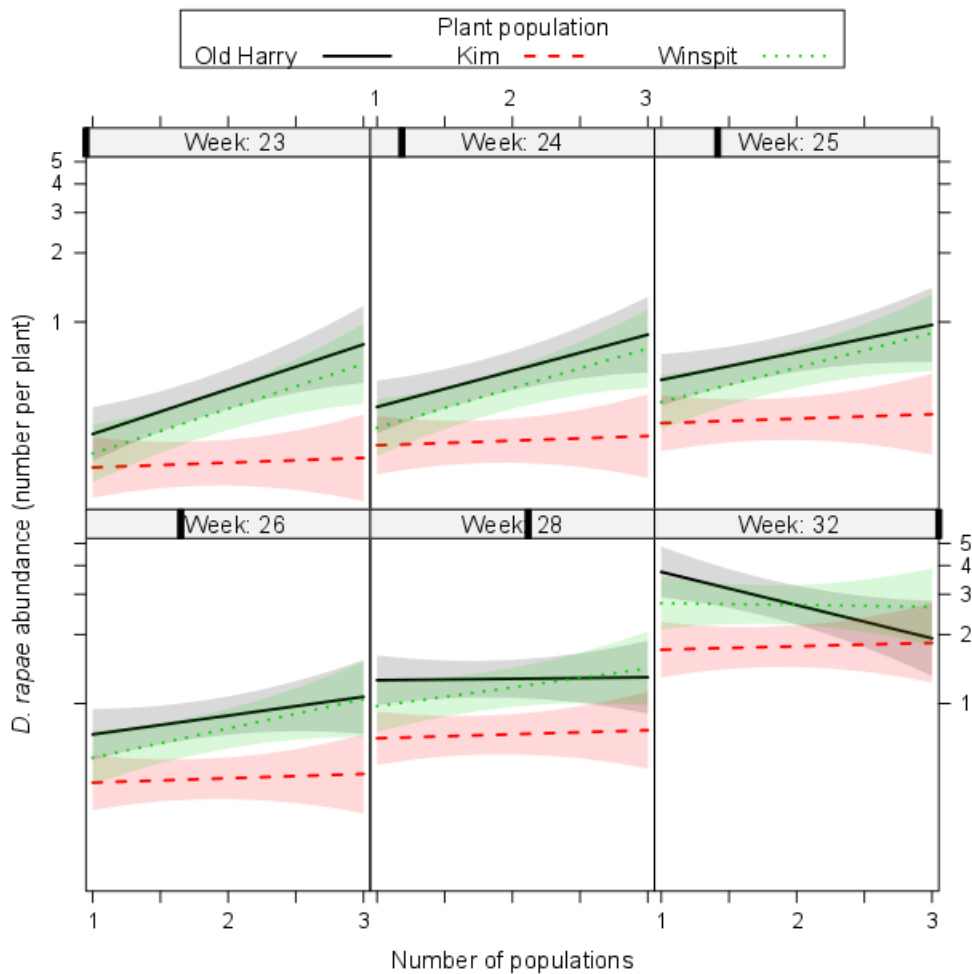 Plant population
Old Harry Kim Winspit
1 2 3
Week: 23 Week: 24 Week: 25
5
4
3
2
1
Week: 26 Week: 28 Week: 32
5
4
3
2
1
D. rapae abundance (number per plant)
1 2 3 1 2 3
Number of populations